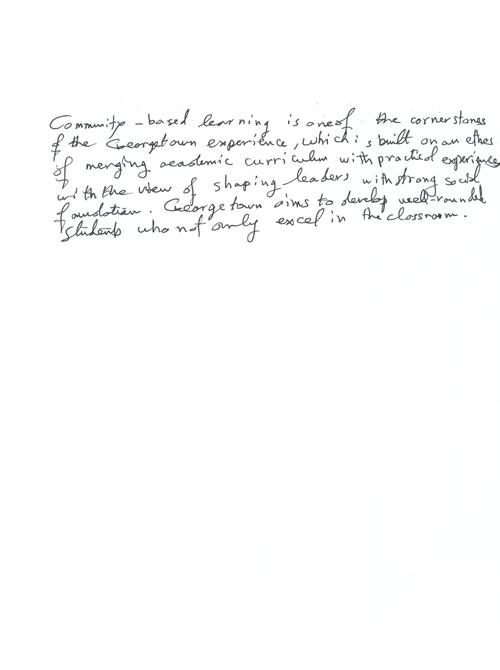 Community-based learning is one of the cornerstones
of the Georgetown experience, which is built on an ethos
of merging academic curriculum with practical experiences
with the view of shaping leaders with strong social
foundation. Georgetown aims to develop well-rounded
students who not only excel in the classroom.